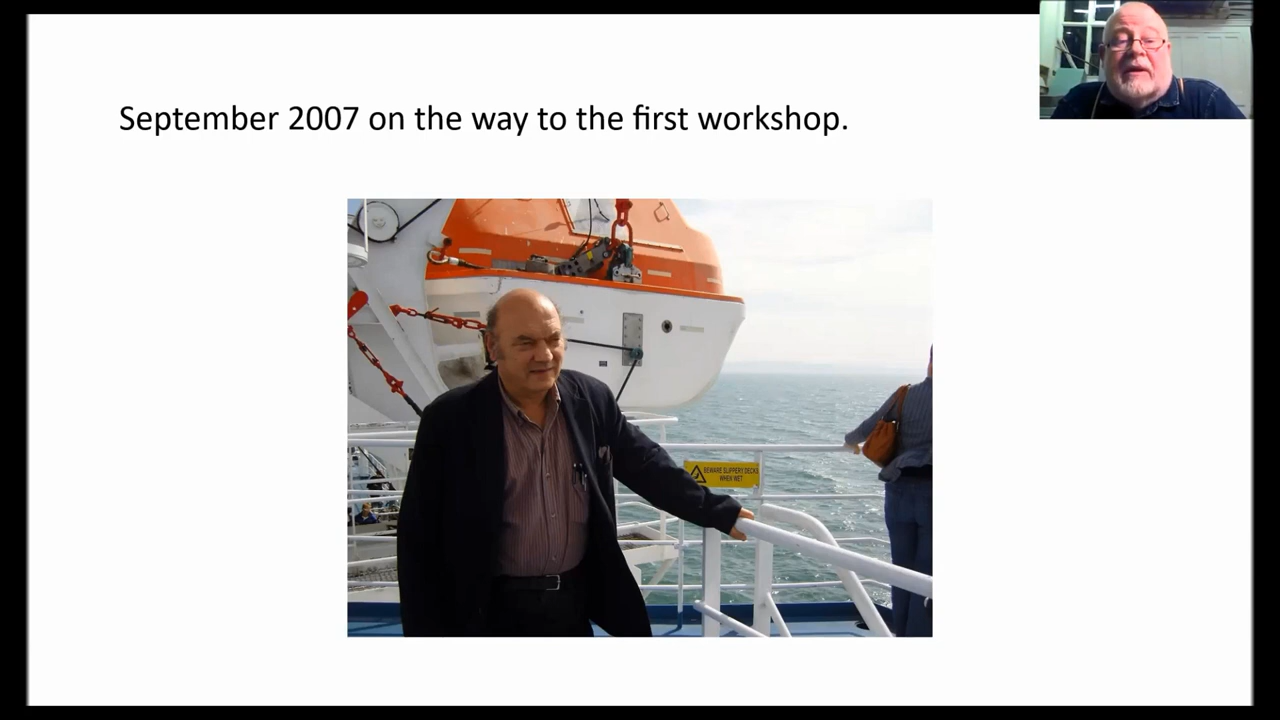 September 2007 on the way to the first workshop.
BEWARE SLIPPERY DECKS
WHEN WET